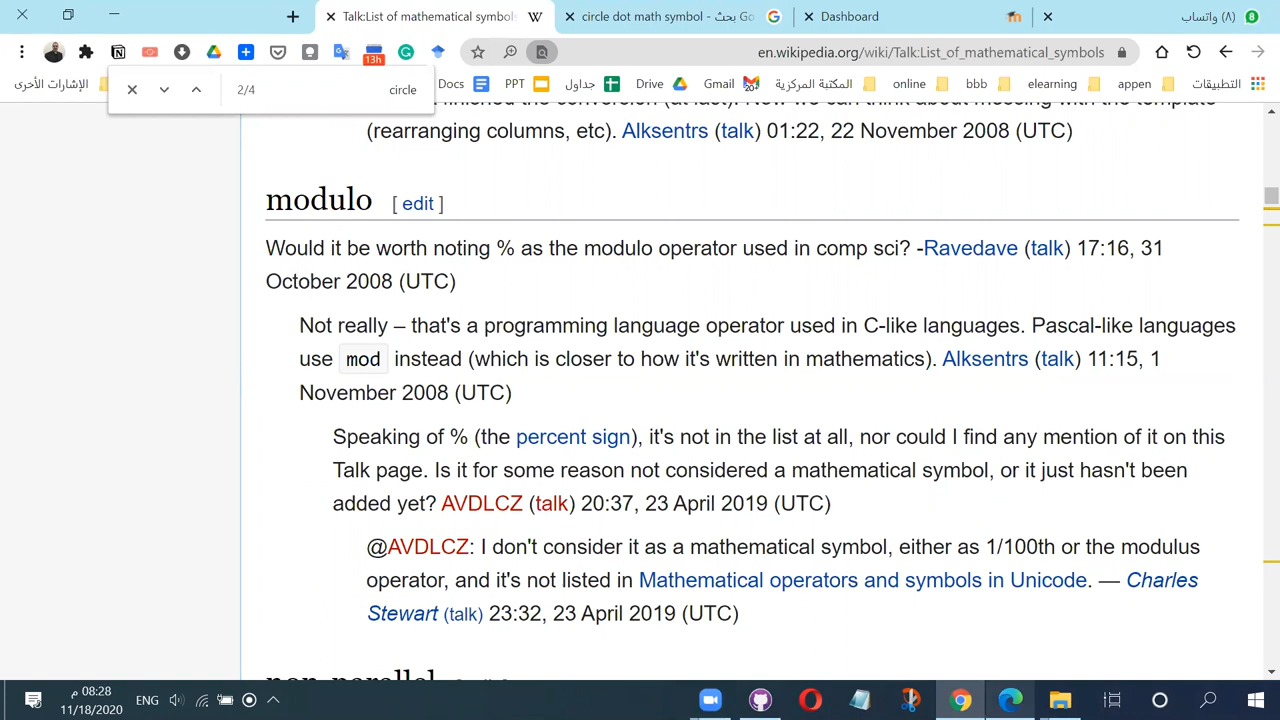 Talk:List of mathematical symbols
circle dot math symbol - بحث Go
Dashboard
(٨) واتساب
8
13h
en.wikipedia.org/wiki/Talk:List_of_mathematical_symbols
الإشارات الأخرى
Docs
PPT
جداول
Drive
Gmail
20+
المكتبة المركزية
online
bbb
elearning
appen
التطبيقات
2/4
circle
(rearranging columns, etc). Alksentrs (talk) 01:22, 22 November 2008 (UTC)
modulo [ edit ]
Would it be worth noting % as the modulo operator used in comp sci? -Ravedave (talk) 17:16, 31
October 2008 (UTC)
Not really – that's a programming language operator used in C-like languages. Pascal-like languages
use mod instead (which is closer to how it's written in mathematics). Alksentrs (talk) 11:15, 1
November 2008 (UTC)
Speaking of % (the percent sign), it's not in the list at all, nor could I find any mention of it on this
Talk page. Is it for some reason not considered a mathematical symbol, or it just hasn't been
added yet? AVDLCZ (talk) 20:37, 23 April 2019 (UTC)
@AVDLCZ: I don't consider it as a mathematical symbol, either as 1/100th or the modulus
operator, and it's not listed in Mathematical operators and symbols in Unicode. — Charles
Stewart (talk) 23:32, 23 April 2019 (UTC)
08:28 م
11/18/2020
ENG